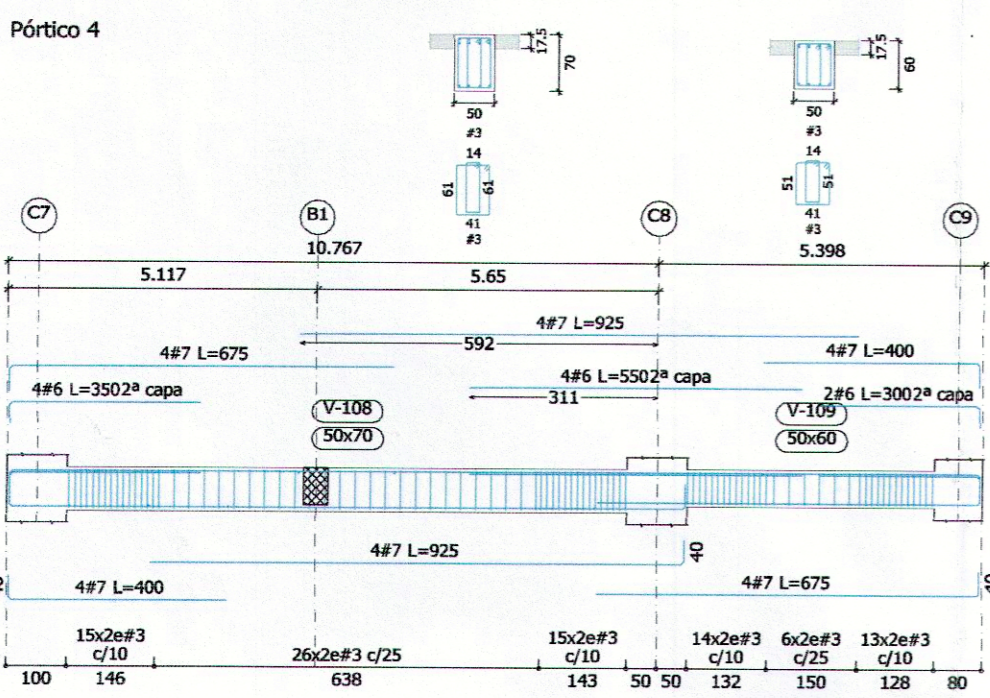 Pórtico 4
17.5
70
50
#3
14
61
61
41
#3
17.5
60
50
#3
14
51
51
41
#3
C7
B1
C8
C9
10.767
5.398
5.117
5.65
4#7 L=925
592
4#7 L=675
4#7 L=400
4#6 L=5502ª capa
4#6 L=3502ª capa
311
2#6 L=3002ª capa
V-108
50x70
V-109
50x60
4#7 L=925
40
4#7 L=400
4#7 L=675
15x2e#3
c/10
26x2e#3 c/25
15x2e#3
c/10
14x2e#3
c/10
6x2e#3
c/25
13x2e#3
c/10
100
146
638
143
50
50
132
150
128
80